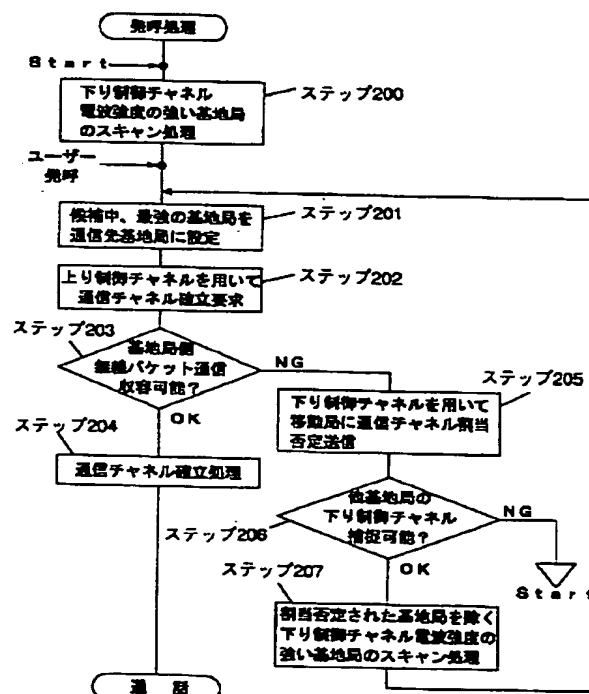 発呼処理
Start
下り制御チャネル
電波強度の強い基地局
のスキャン処理
ステップ200
ユーザー
発呼
候補中、最強の基地局を
通信先基地局に設定
ステップ201
上り制御チャネルを用いて
通信チャネル確立要求
ステップ202
ステップ203
基地局側
無線パケット通信
収容可能?
NG
OK
ステップ204
通信チャネル確立処理
ステップ205
下り制御チャネルを用いて
移動局に通信チャネル割当
否定送信
他基地局の
下り制御チャネル
捕捉可能?
ステップ206
NG
OK
Start
ステップ207
割当否定された基地局を除く
下り制御チャネル電波強度の
強い基地局のスキャン処理
通話